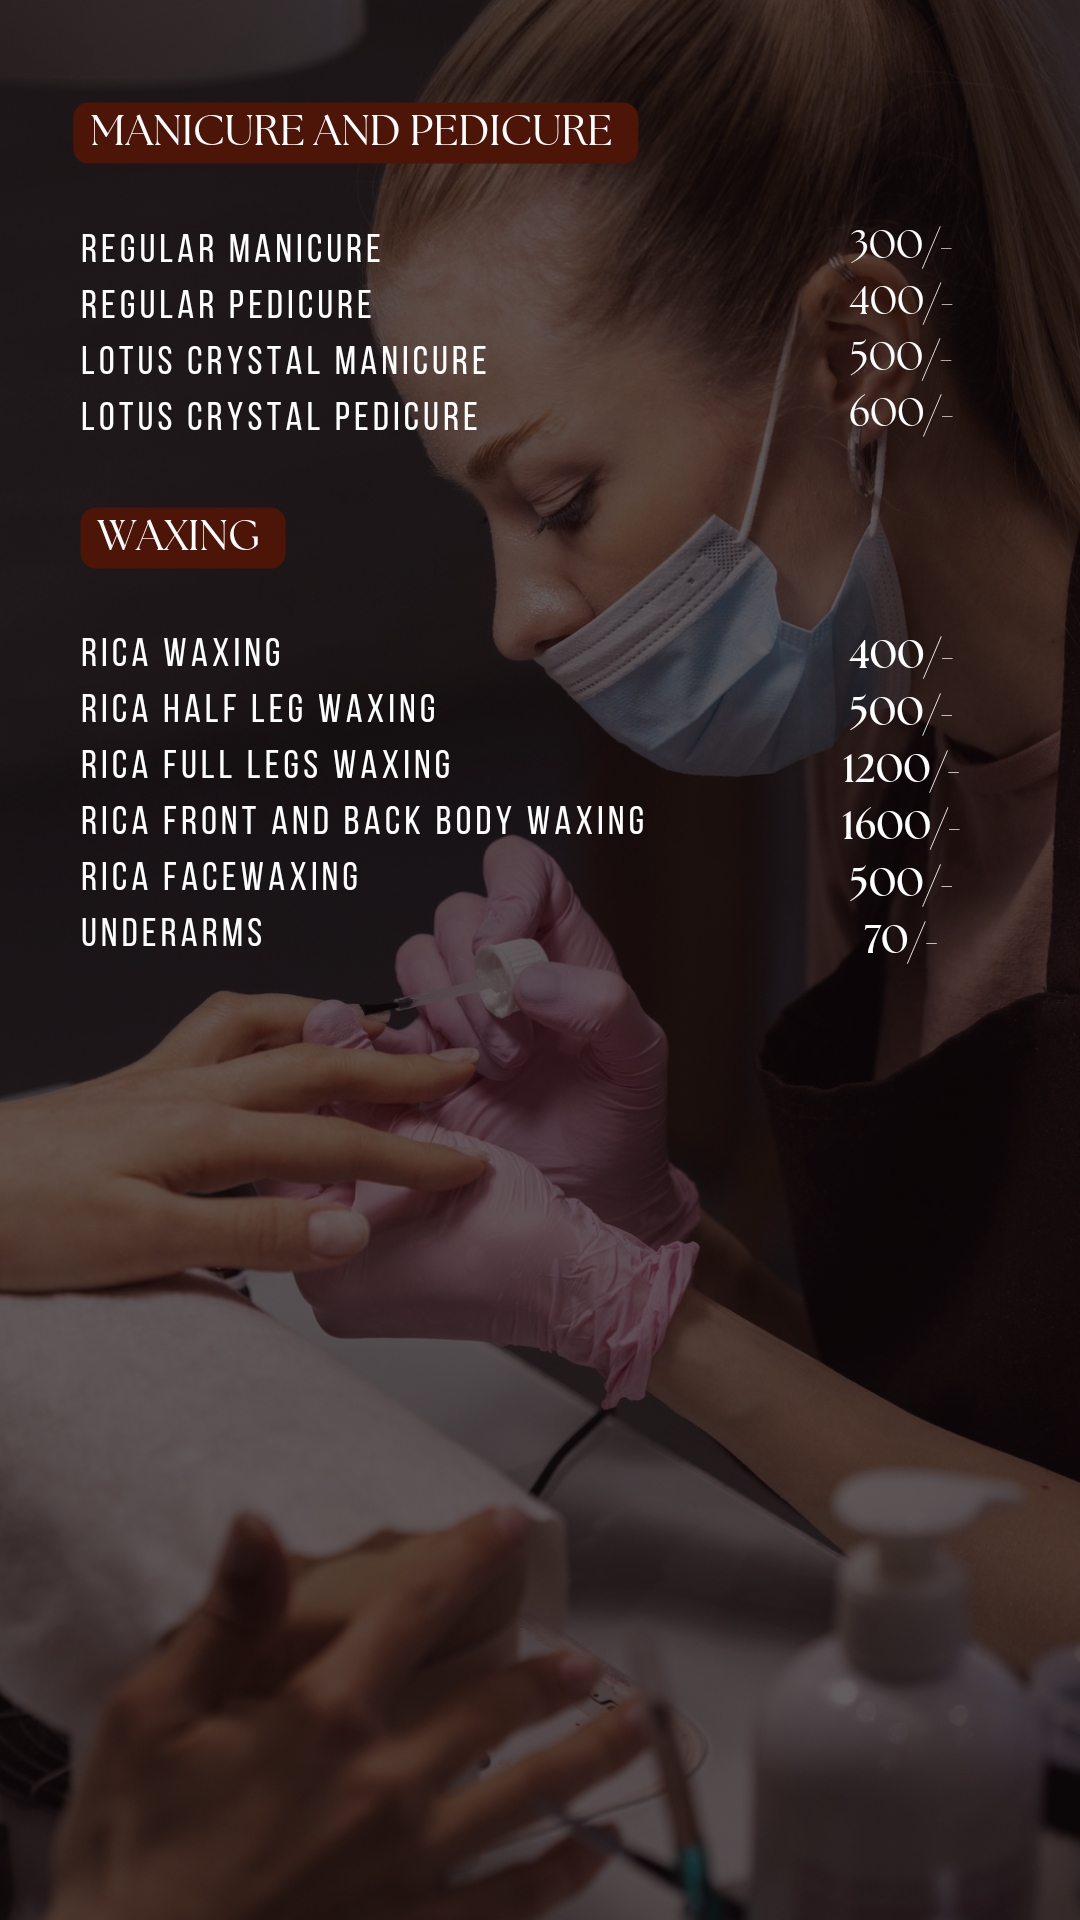 MANICURE AND PEDICURE
REGULAR MANICURE 300/-
REGULAR PEDICURE 400/-
LOTUS CRYSTAL MANICURE 500/-
LOTUS CRYSTAL PEDICURE 600/-
WAXING
RICA WAXING 400/-
RICA HALF LEG WAXING 500/-
RICA FULL LEGS WAXING 1200/-
RICA FRONT AND BACK BODY WAXING 1600/-
RICA FACEWAXING 500/-
UNDERARMS 70/-